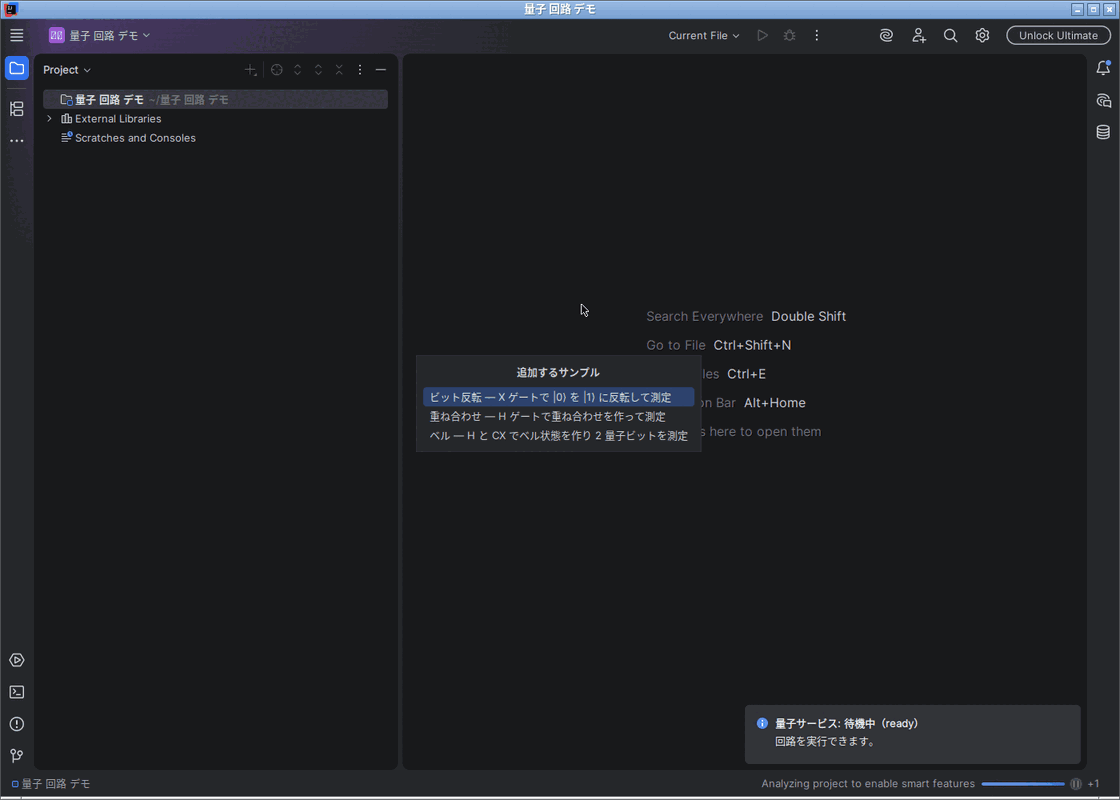 量子 回路 デモ
量子 回路 デモ
Current File
Unlock Ultimate
Project
量子 回路 デモ ~/量子 回路 デモ
External Libraries
Scratches and Consoles
Search Everywhere Double Shift
Go to File Ctrl+Shift+N
les Ctrl+E
on Bar Alt+Home
s here to open them
追加するサンプル
ビット反転 — X ゲートで |0⟩ を |1⟩ に反転して測定
重ね合わせ — H ゲートで重ね合わせを作って測定
ベル — H と CX でベル状態を作り 2 量子ビットを測定
量子サービス: 待機中（ready）
回路を実行できます。
量子 回路 デモ
Analyzing project to enable smart features
+1